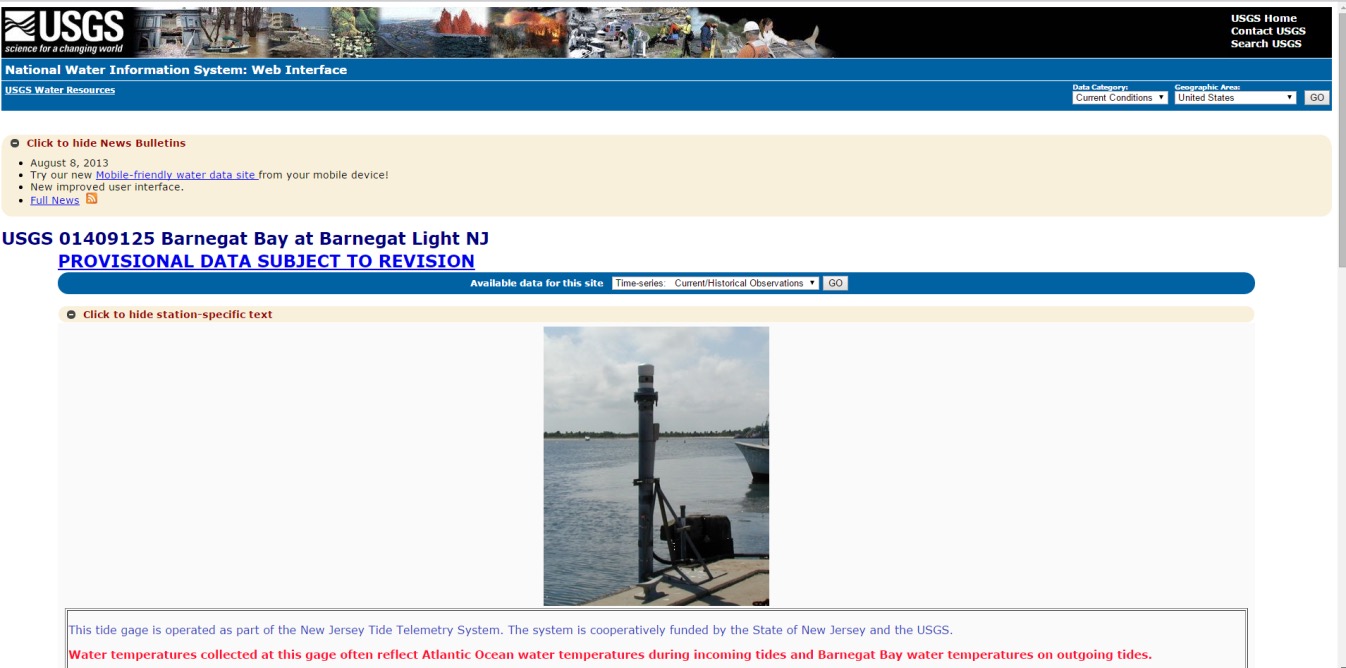 USGS
science for a changing world
USGS Home
Contact USGS
Search USGS
National Water Information System: Web Interface
USGS Water Resources
Data Category:
Current Conditions
Geographic Area:
United States
GO
Click to hide News Bulletins
August 8, 2013
Try our new Mobile-friendly water data site from your mobile device!
New improved user interface.
Full News
USGS 01409125 Barnegat Bay at Barnegat Light NJ
PROVISIONAL DATA SUBJECT TO REVISION
Available data for this site Time-series: Current/Historical Observations GO
Click to hide station-specific text
This tide gage is operated as part of the New Jersey Tide Telemetry System. The system is cooperatively funded by the State of New Jersey and the USGS.
Water temperatures collected at this gage often reflect Atlantic Ocean water temperatures during incoming tides and Barnegat Bay water temperatures on outgoing tides.